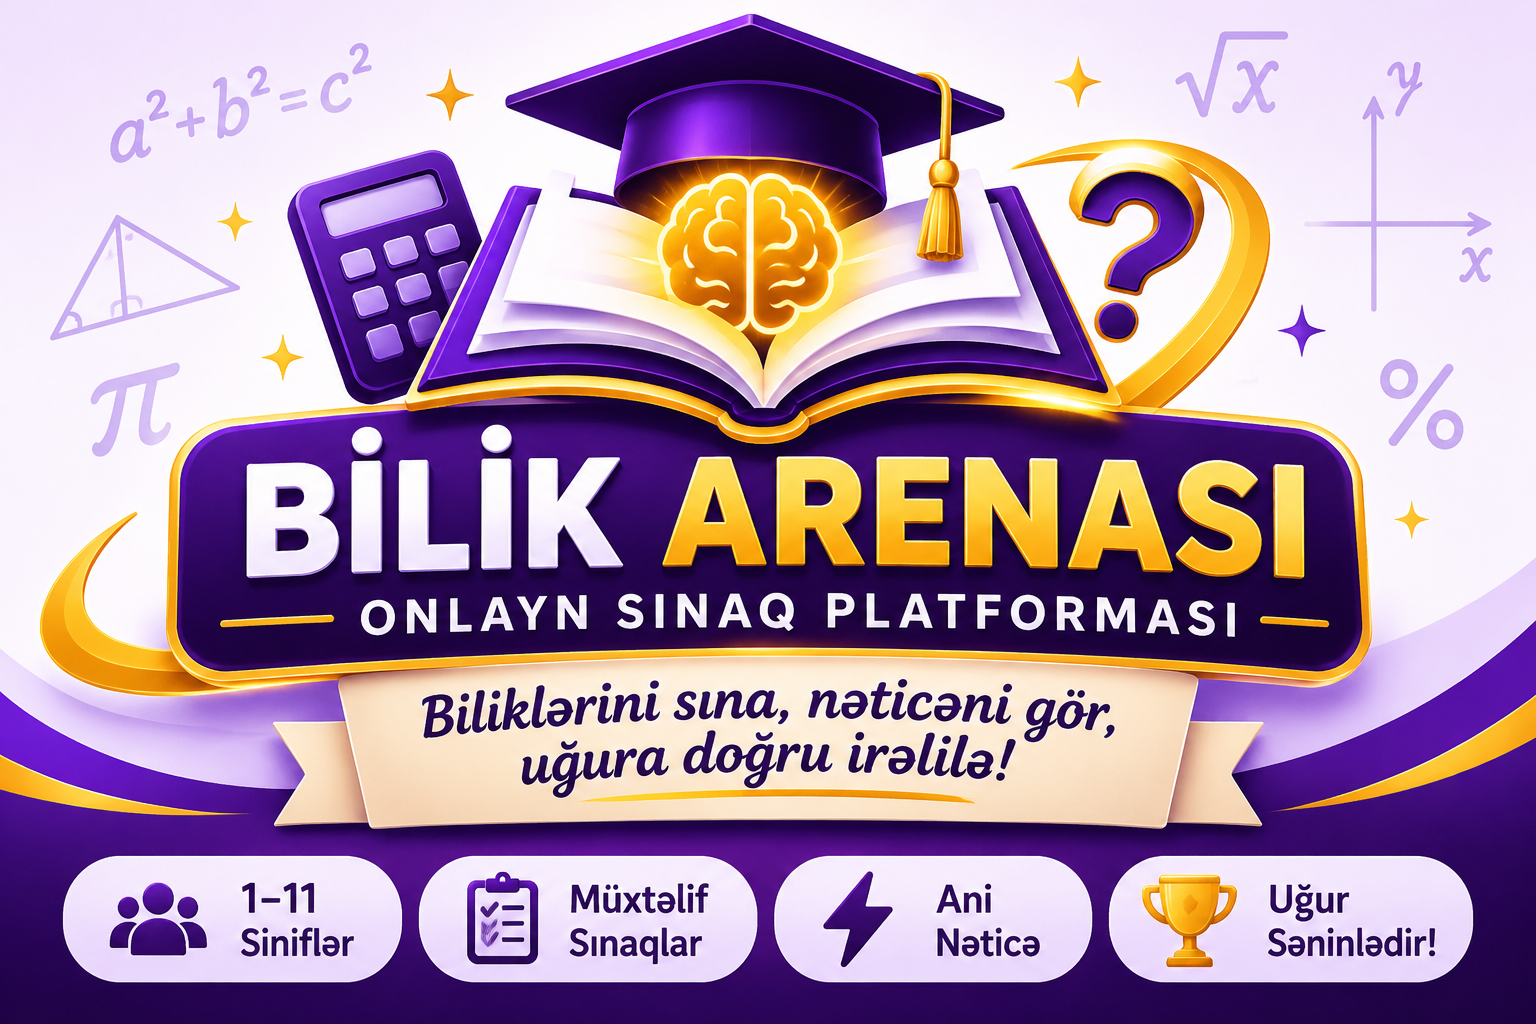 a²+b²=c²
√x
y
x
π
%
?
BİLİK ARENASI
ONLAYN SINAQ PLATFORMASI
Biliklərini sına, nəticəni gör,
uğura doğru irəlilə!
1–11
Siniflər
Müxtəlif
Sınaqlar
Ani
Nəticə
Uğur
Səninlədir!